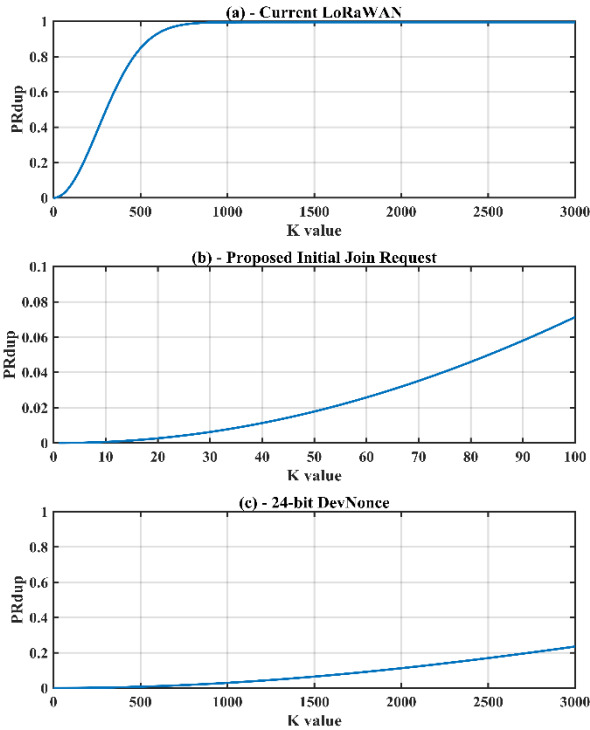 (a) - Current LoRaWAN
1
0.8
0.6
0.4
0.2
0
PRdup
0 500 1000 1500 2000 2500 3000
K value
(b) - Proposed Initial Join Request
0.1
0.08
0.06
0.04
0.02
0
PRdup
0 10 20 30 40 50 60 70 80 90 100
K value
(c) - 24-bit DevNonce
1
0.8
0.6
0.4
0.2
0
PRdup
0 500 1000 1500 2000 2500 3000
K value